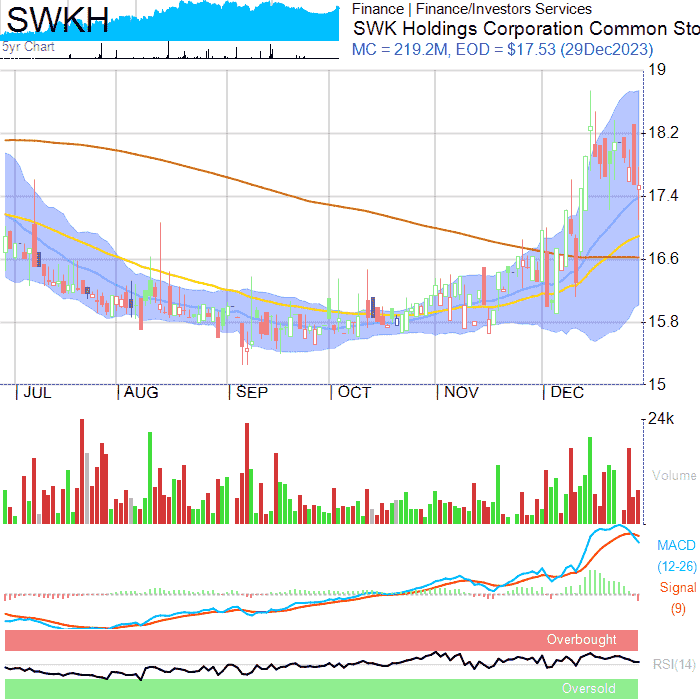 SWKH
5yr Chart
Finance | Finance/Investors Services
SWK Holdings Corporation Common Sto
MC = 219.2M, EOD = $17.53 (29Dec2023)
19
18.2
17.4
16.6
15.8
15
JUL AUG SEP OCT NOV DEC
24k
Volume
MACD
(12-26)
Signal
(9)
Overbought
RSI(14)
Oversold